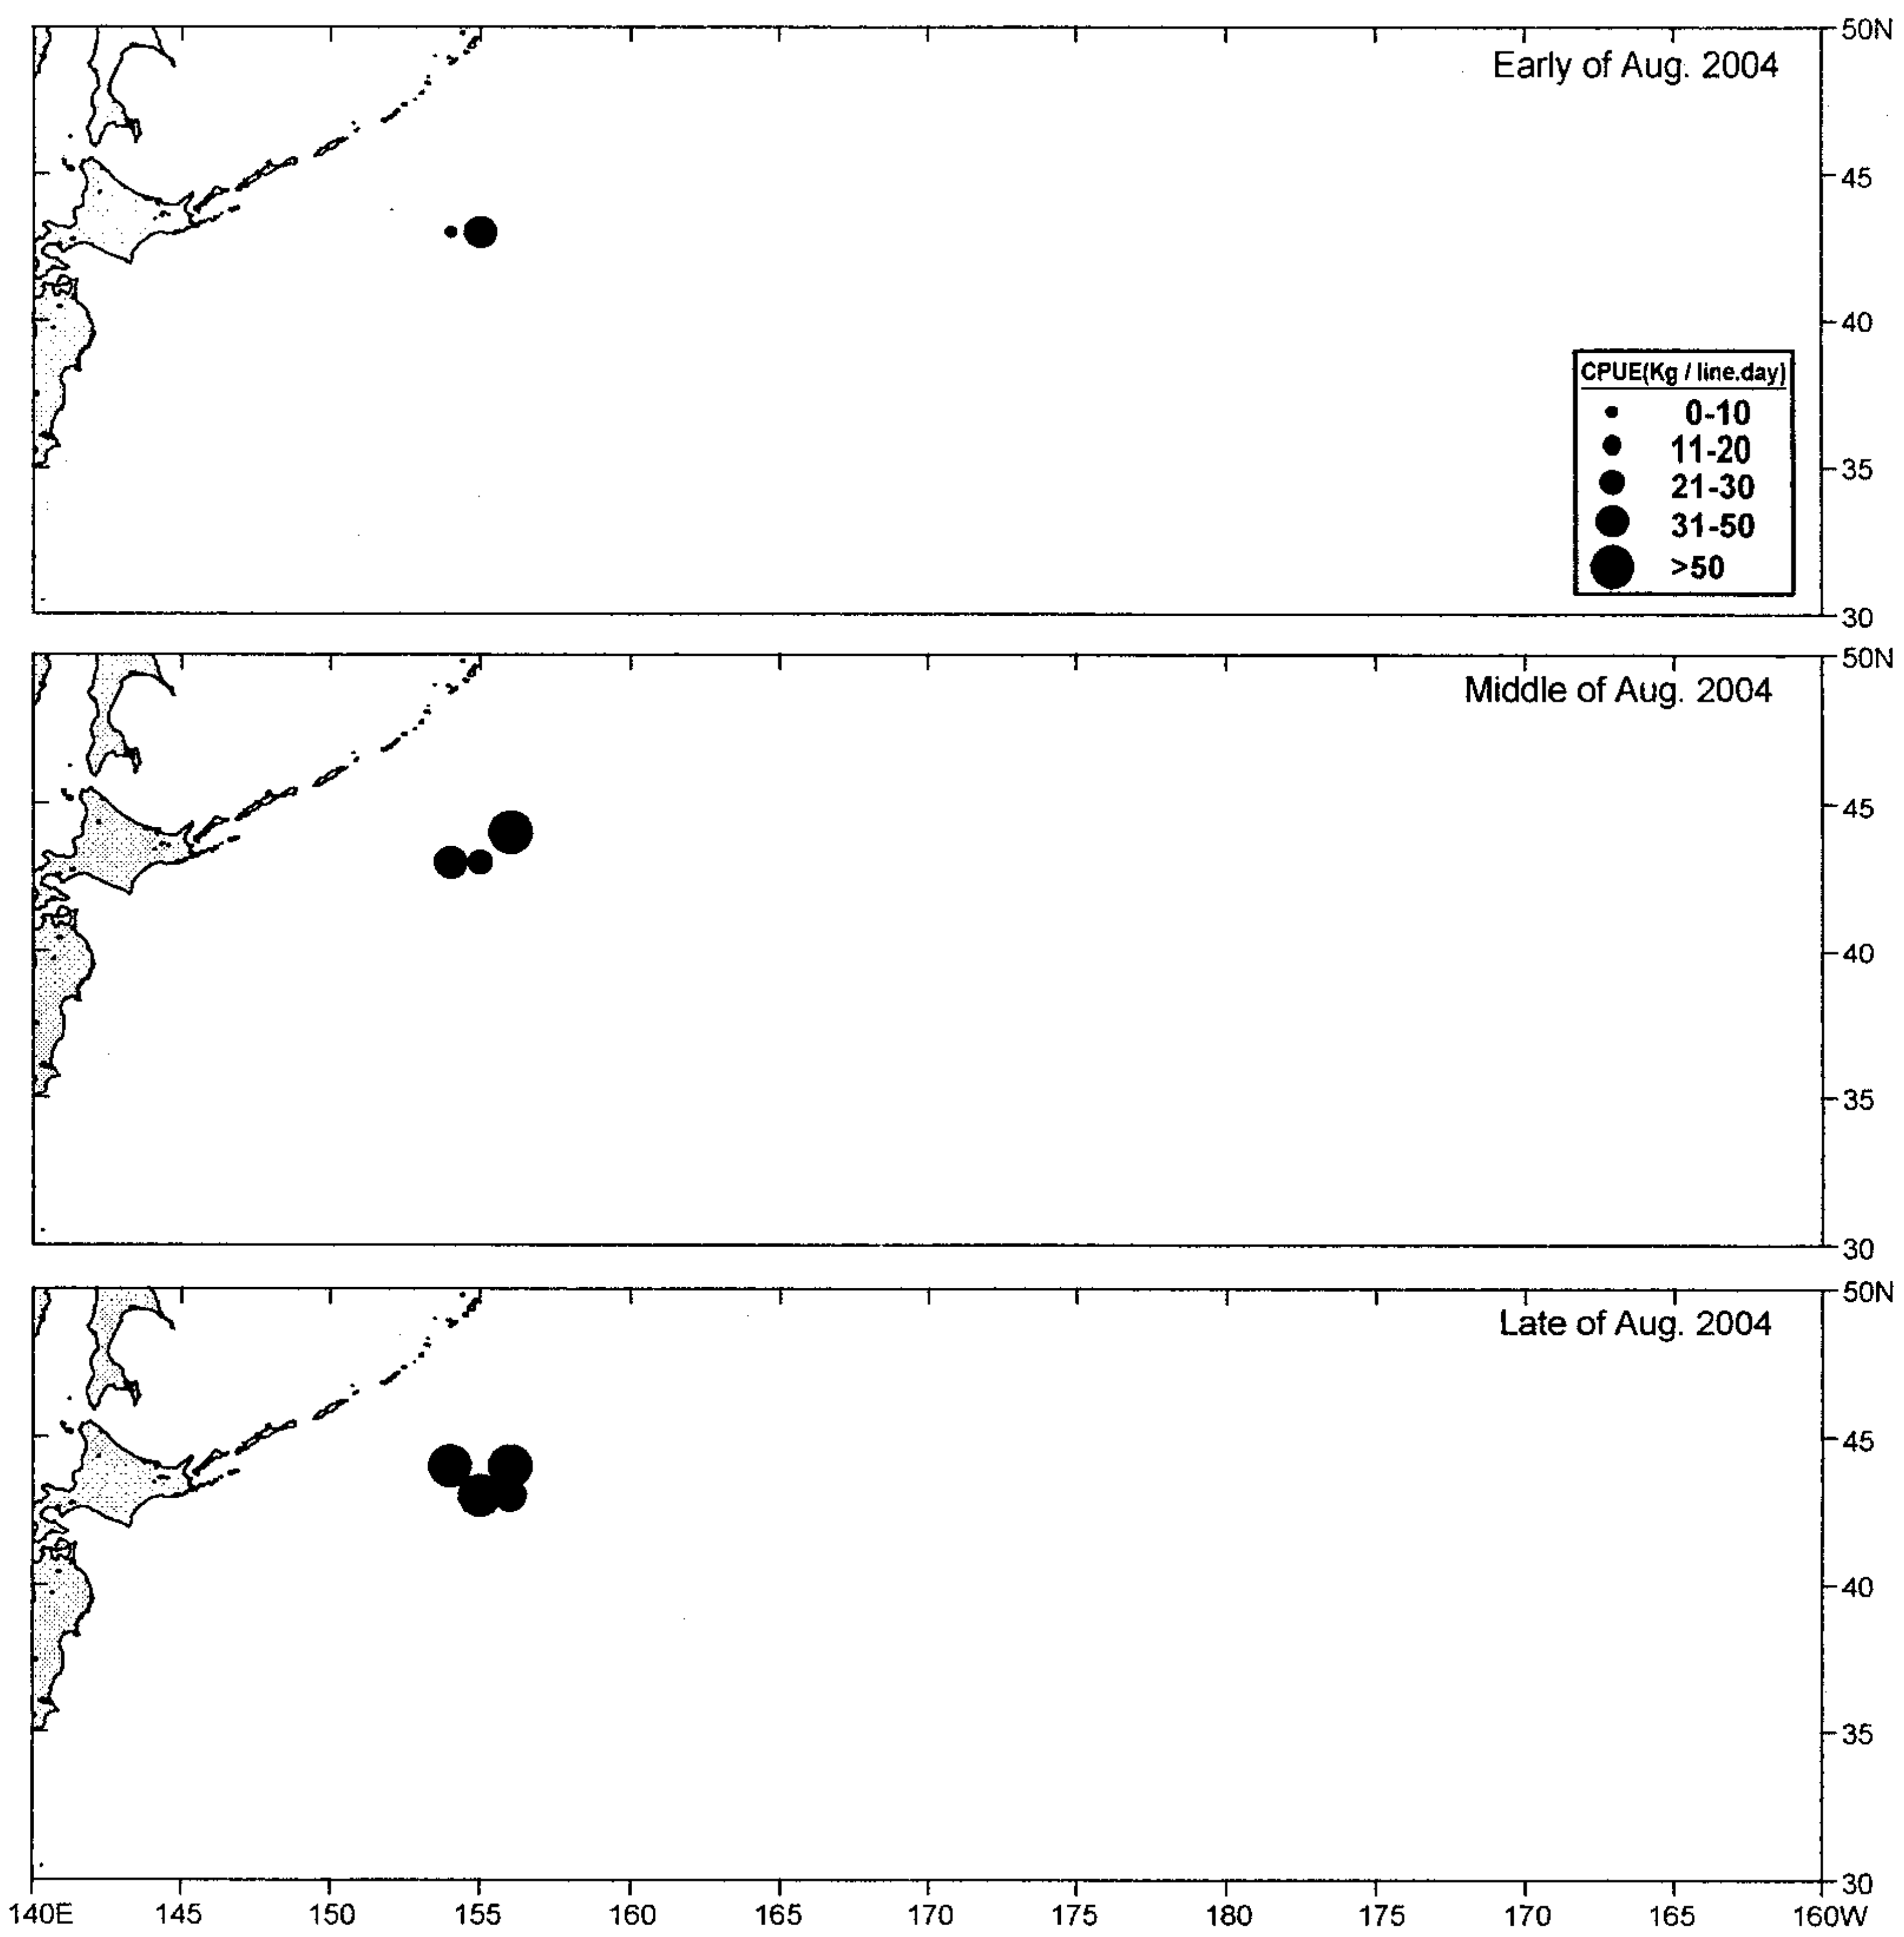 50N
Early of Aug. 2004
45
40
CPUE(Kg / line.day)
0-10
11-20
21-30
31-50
>50
35
30
50N
Middle of Aug. 2004
45
40
35
30
50N
Late of Aug. 2004
45
40
35
30
140E 145 150 155 160 165 170 175 180 175 170 165 160W